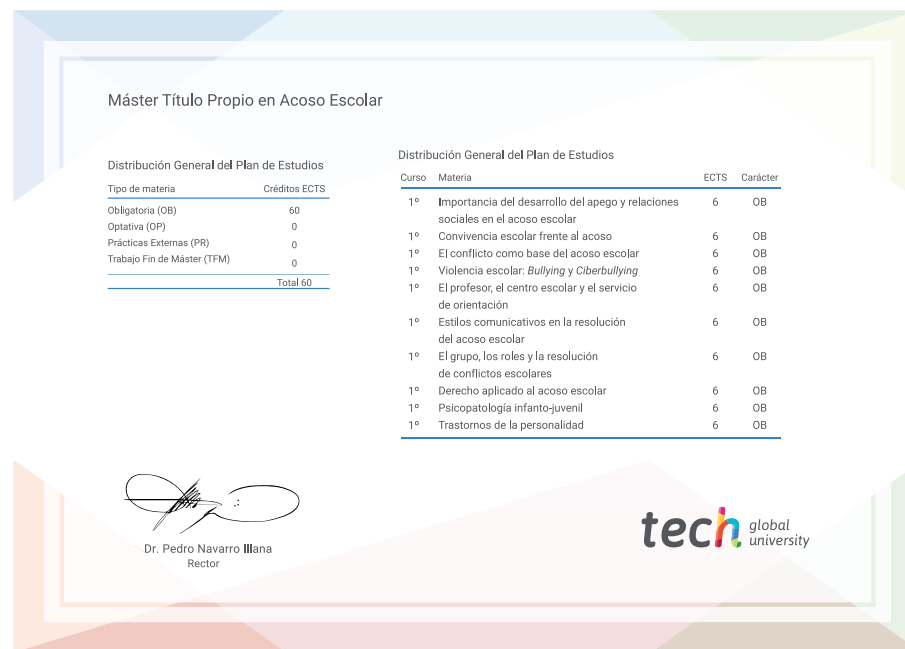 Máster Título Propio en Acoso Escolar
Distribución General del Plan de Estudios
Tipo de materia Créditos ECTS
Obligatoria (OB) 60
Optativa (OP) 0
Prácticas Externas (PR) 0
Trabajo Fin de Máster (TFM) 0
Total 60
Distribución General del Plan de Estudios
Curso Materia ECTS Carácter
1º Importancia del desarrollo del apego y relaciones 6 OB
sociales en el acoso escolar
1º Convivencia escolar frente al acoso 6 OB
1º El conflicto como base del acoso escolar 6 OB
1º Violencia escolar: Bullying y Ciberbullying 6 OB
1º El profesor, el centro escolar y el servicio 6 OB
de orientación
1º Estilos comunicativos en la resolución 6 OB
del acoso escolar
1º El grupo, los roles y la resolución 6 OB
de conflictos escolares
1º Derecho aplicado al acoso escolar 6 OB
1º Psicopatología infanto-juvenil 6 OB
1º Trastornos de la personalidad 6 OB
Dr. Pedro Navarro Illana
Rector
tech global
university